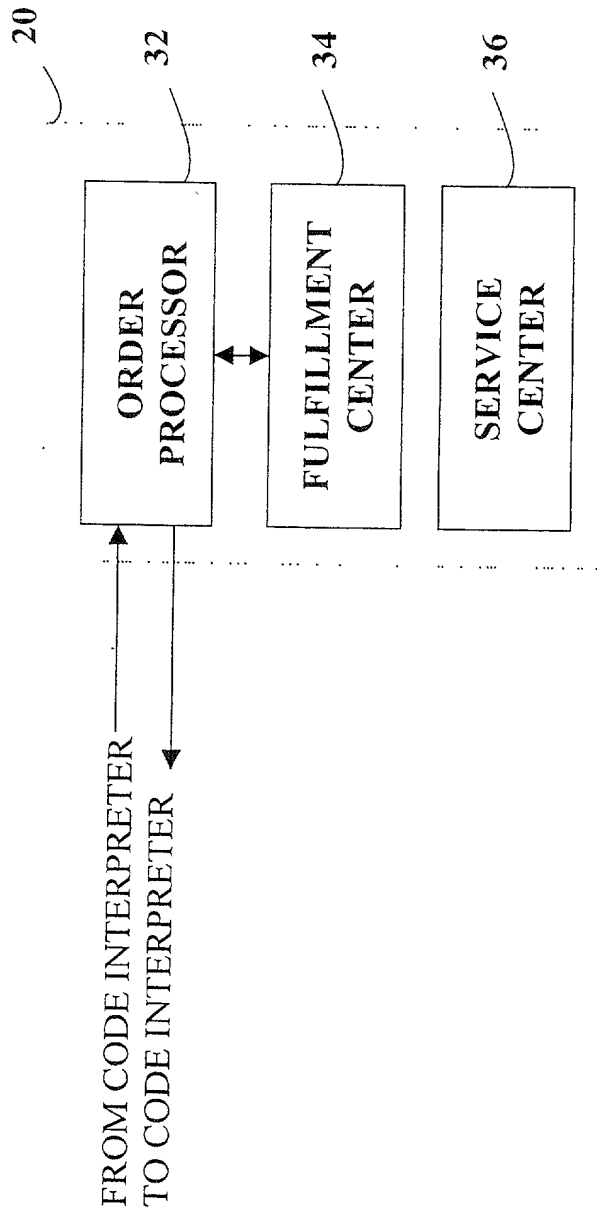 20
FROM CODE INTERPRETER
TO CODE INTERPRETER
ORDER
PROCESSOR
32
FULFILLMENT
CENTER
34
SERVICE
CENTER
36